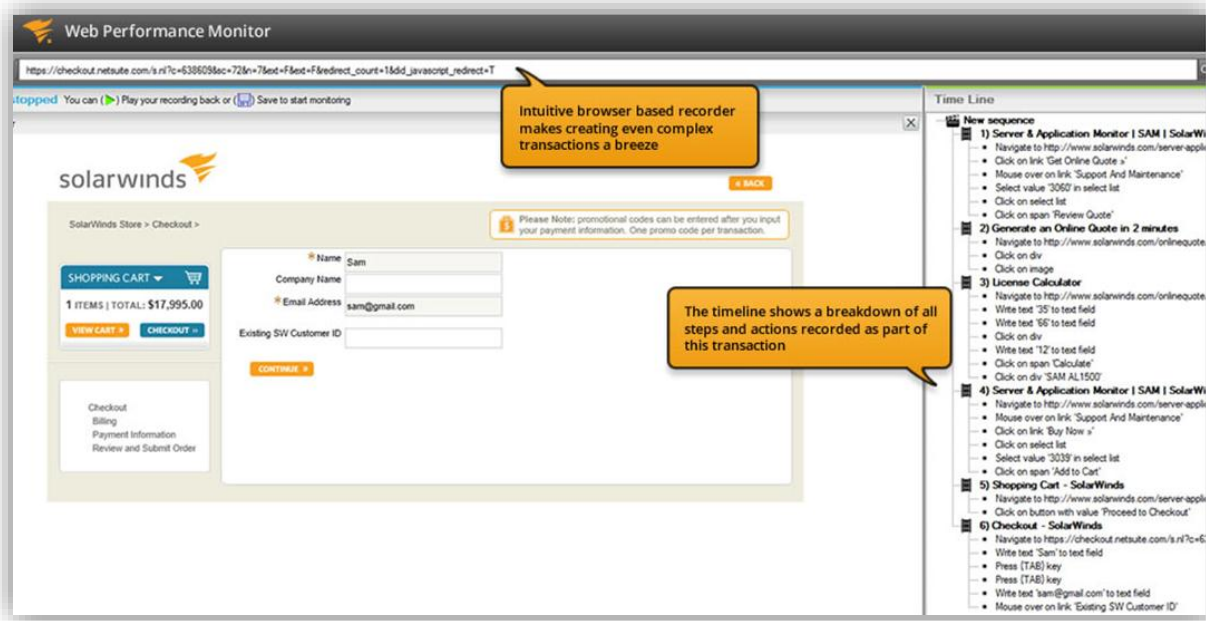 Web Performance Monitor
https://checkout.netsuite.com/s.nl?c=638609&sc=72&n=7&ext=F&ext=F&redirect_count=1&did_javascript_redirect=T
stopped You can ( ) Play your recording back or ( ) Save to start monitoring
Intuitive browser based recorder
makes creating even complex
transactions a breeze
solarwinds
« BACK
SolarWinds Store > Checkout >
Please Note: promotional codes can be entered after you input
your payment information. One promo code per transaction.
SHOPPING CART
1 ITEMS | TOTAL: $17,995.00
VIEW CART »
CHECKOUT »
*Name Sam
Company Name
*Email Address sam@gmail.com
Existing SW Customer ID
CONTINUE »
Checkout
Billing
Payment Information
Review and Submit Order
The timeline shows a breakdown of all
steps and actions recorded as part of
this transaction
Time Line
New sequence
1) Server & Application Monitor | SAM | SolarWi
Navigate to http://www.solarwinds.com/server-appli
Click on link 'Get Online Quote »'
Mouse over on link 'Support And Maintenance'
Select value '3060' in select list
Click on select list
Click on span 'Review Quote'
2) Generate an Online Quote in 2 minutes
Navigate to http://www.solarwinds.com/onlinequote
Click on div
Click on image
3) License Calculator
Navigate to http://www.solarwinds.com/onlinequote
Write text '35' to text field
Write text '66' to text field
Click on div
Write text '12' to text field
Click on span 'Calculate'
Click on div 'SAM AL1500'
4) Server & Application Monitor | SAM | SolarWi
Navigate to http://www.solarwinds.com/server-appli
Mouse over on link 'Support And Maintenance'
Click on link 'Buy Now »'
Click on select list
Select value '3039' in select list
Click on span 'Add to Cart'
5) Shopping Cart - SolarWinds
Navigate to http://www.solarwinds.com/server-appli
Click on button with value 'Proceed to Checkout'
6) Checkout - SolarWinds
Navigate to https://checkout.netsuite.com/s.nl?c=6
Write text 'Sam' to text field
Press {TAB} key
Press {TAB} key
Write text 'sam@gmail.com' to text field
Mouse over on link 'Existing SW Customer ID'